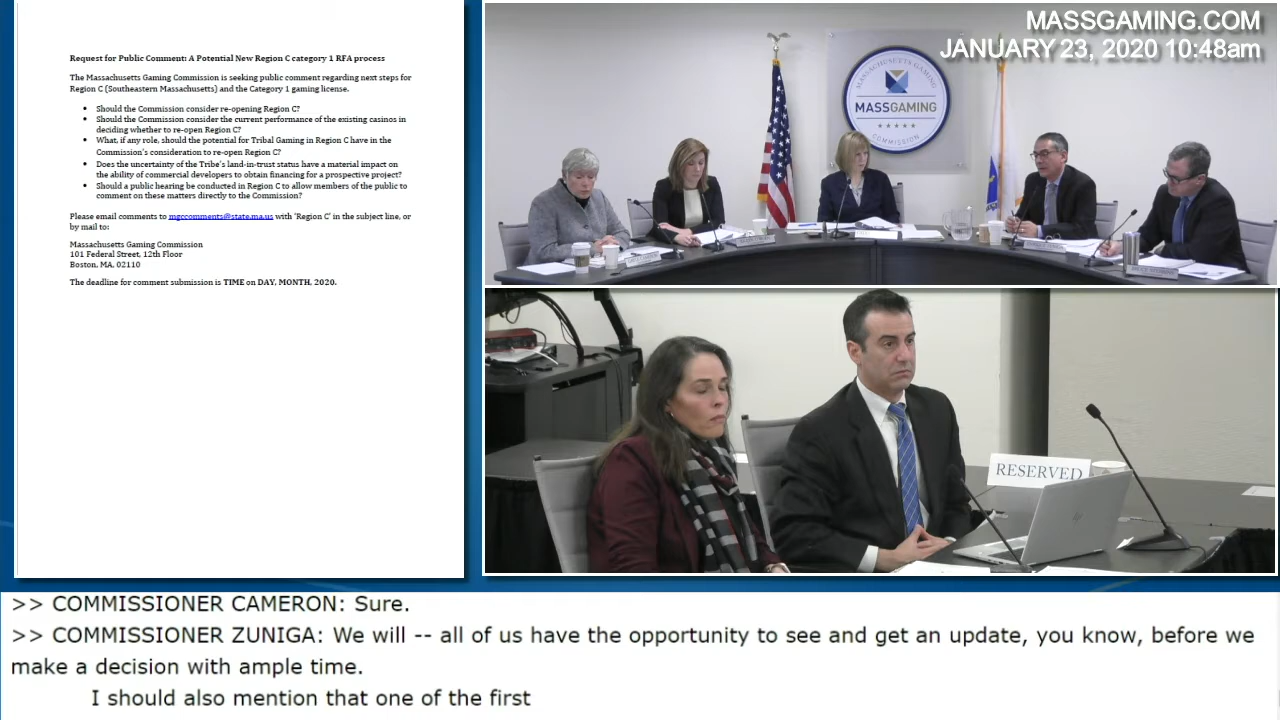 Request for Public Comment: A Potential New Region C category 1 RFA process
The Massachusetts Gaming Commission is seeking public comment regarding next steps for
Region C (Southeastern Massachusetts) and the Category 1 gaming license.
• Should the Commission consider re-opening Region C?
• Should the Commission consider the current performance of the existing casinos in
deciding whether to re-open Region C?
• What, if any role, should the potential for Tribal Gaming in Region C have in the
Commission's consideration to re-open Region C?
• Does the uncertainty of the Tribe's land-in-trust status have a material impact on
the ability of commercial developers to obtain financing for a prospective project?
• Should a public hearing be conducted in Region C to allow members of the public to
comment on these matters directly to the Commission?
Please email comments to mgccomments@state.ma.us with 'Region C' in the subject line, or
by mail to:
Massachusetts Gaming Commission
101 Federal Street, 12th Floor
Boston, MA, 02110
The deadline for comment submission is TIME on DAY, MONTH, 2020.
MASSGAMING.COM
JANUARY 23, 2020 10:48am
MASSACHUSETTS GAMING
MASSGAMING
COMMISSION
RESERVED
hp
>> COMMISSIONER CAMERON: Sure.
>> COMMISSIONER ZUNIGA: We will -- all of us have the opportunity to see and get an update, you know, before we
make a decision with ample time.
I should also mention that one of the first